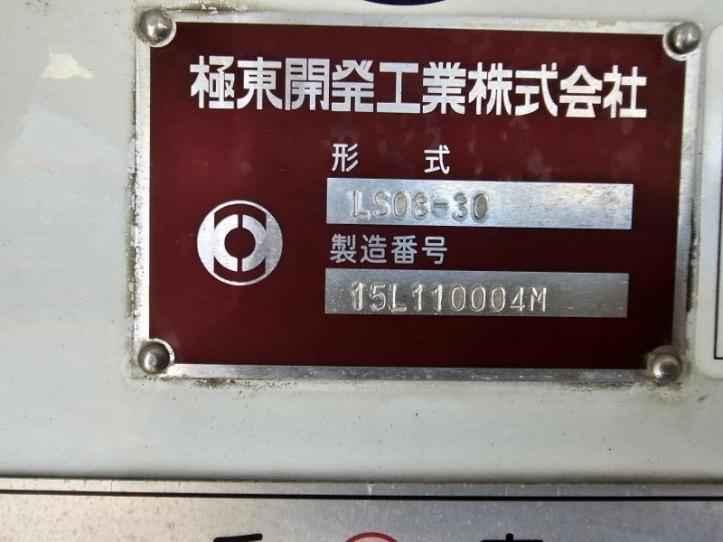 極東開発工業株式会社
形 式
LS08-30
製造番号
15L110004M